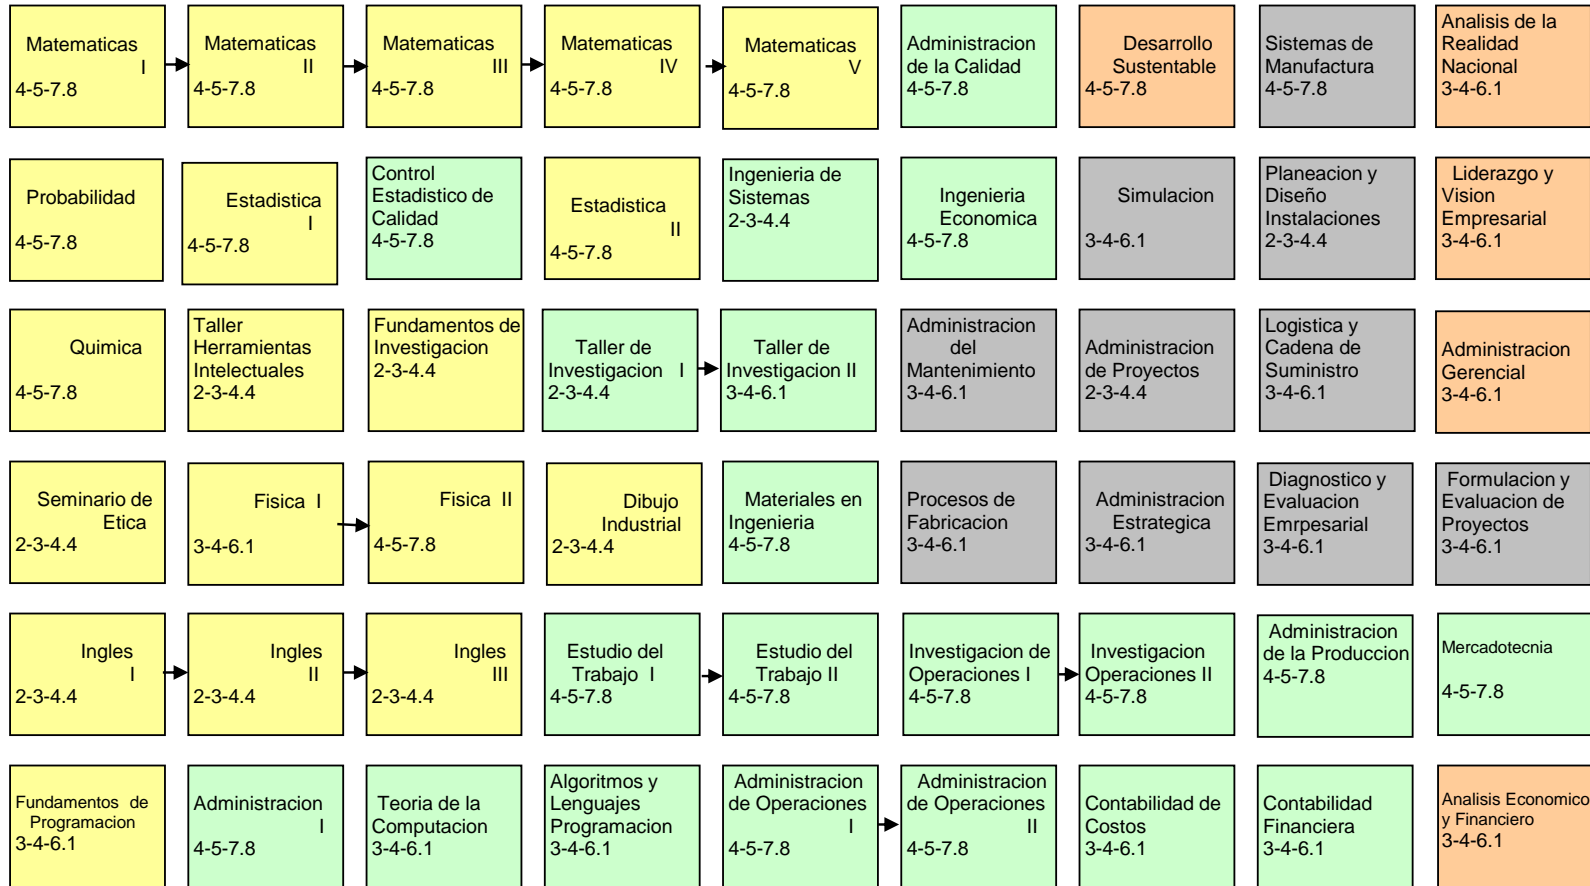 Matematicas
I
4-5-7.8
Matematicas
II
4-5-7.8
Matematicas
III
4-5-7.8
Matematicas
IV
4-5-7.8
Matematicas
V
4-5-7.8
Administracion
de la Calidad
4-5-7.8
Desarrollo
Sustentable
4-5-7.8
Sistemas de
Manufactura
4-5-7.8
Analisis de la
Realidad
Nacional
3-4-6.1
Probabilidad
4-5-7.8
Estadistica
I
4-5-7.8
Control
Estadistico de
Calidad
4-5-7.8
Estadistica
II
4-5-7.8
Ingenieria de
Sistemas
2-3-4.4
Ingenieria
Economica
4-5-7.8
Simulacion
3-4-6.1
Planeacion y
Diseño
Instalaciones
2-3-4.4
Liderazgo y
Vision
Empresarial
3-4-6.1
Quimica
4-5-7.8
Taller
Herramientas
Intelectuales
2-3-4.4
Fundamentos de
Investigacion
2-3-4.4
Taller de
Investigacion I
2-3-4.4
Taller de
Investigacion II
3-4-6.1
Administracion
del
Mantenimiento
3-4-6.1
Administracion
de Proyectos
2-3-4.4
Logistica y
Cadena de
Suministro
3-4-6.1
Administracion
Gerencial
3-4-6.1
Seminario de
Etica
2-3-4.4
Fisica I
3-4-6.1
Fisica II
4-5-7.8
Dibujo
Industrial
2-3-4.4
Materiales en
Ingenieria
4-5-7.8
Procesos de
Fabricacion
3-4-6.1
Administracion
Estrategica
3-4-6.1
Diagnostico y
Evaluacion
Emrpesarial
3-4-6.1
Formulacion y
Evaluacion de
Proyectos
3-4-6.1
Ingles
I
2-3-4.4
Ingles
II
2-3-4.4
Ingles
III
2-3-4.4
Estudio del
Trabajo I
4-5-7.8
Estudio del
Trabajo II
4-5-7.8
Investigacion de
Operaciones I
4-5-7.8
Investigacion
Operaciones II
4-5-7.8
Administracion
de la Produccion
4-5-7.8
Mercadotecnia
4-5-7.8
Fundamentos de
Programacion
3-4-6.1
Administracion
I
4-5-7.8
Teoria de la
Computacion
3-4-6.1
Algoritmos y
Lenguajes
Programacion
3-4-6.1
Administracion
de Operaciones
I
4-5-7.8
Administracion
de Operaciones
II
4-5-7.8
Contabilidad de
Costos
3-4-6.1
Contabilidad
Financiera
3-4-6.1
Analisis Economico
y Financiero
3-4-6.1